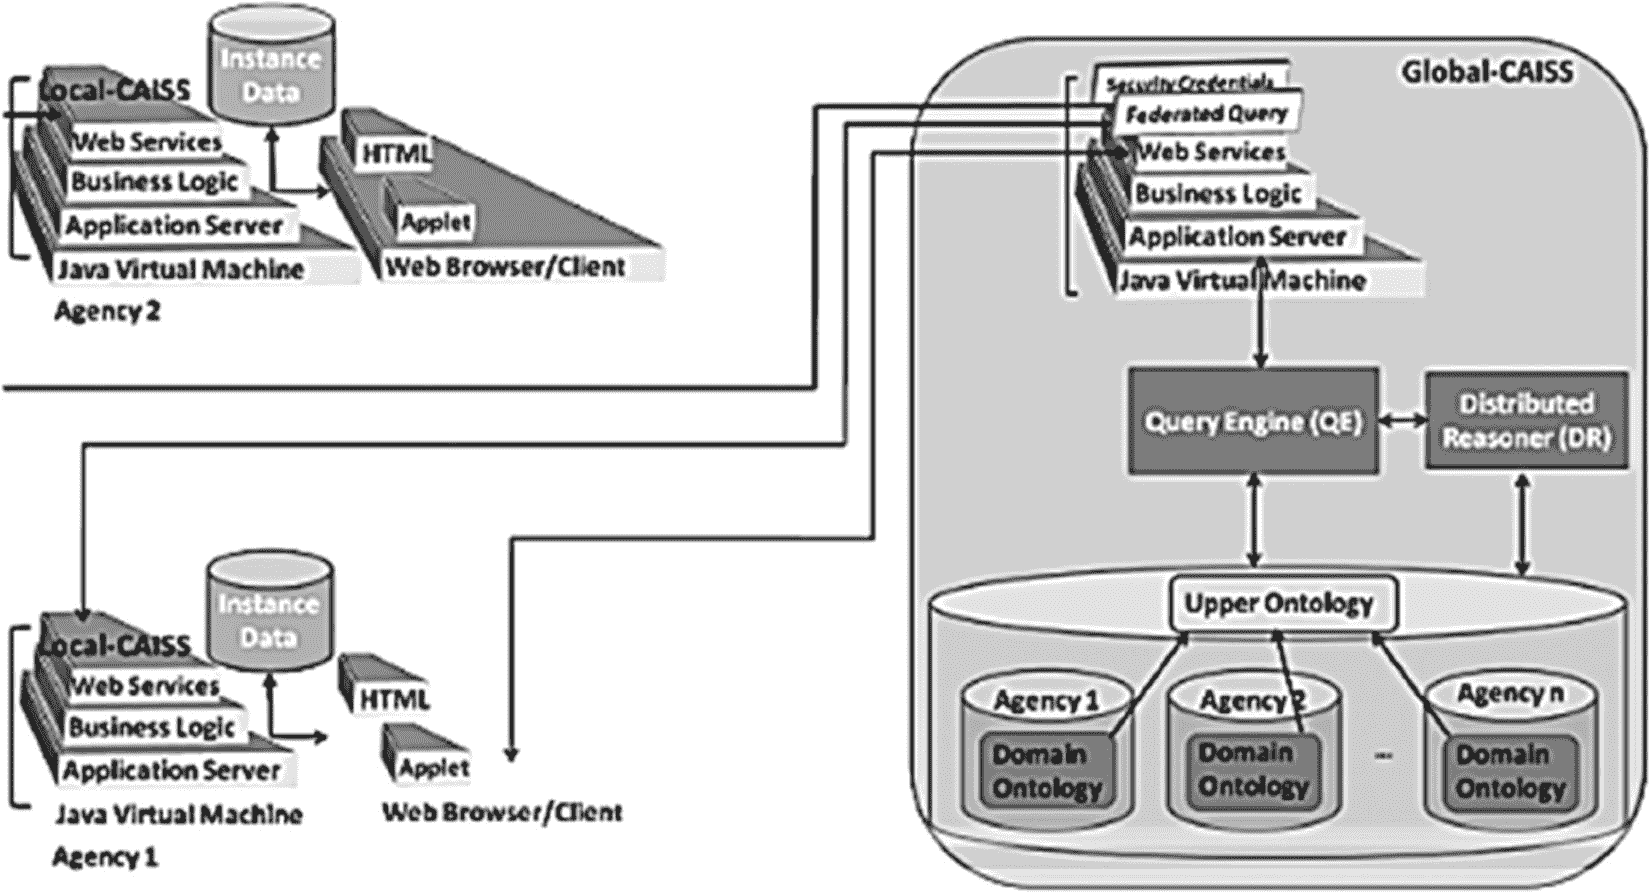 Instance
Data
Local-CAISS
Web Services
Business Logic
Application Server
Java Virtual Machine
Agency 2
HTML
Applet
Web Browser/Client
Global-CAISS
Security Credentials
Federated Query
Web Services
Business Logic
Application Server
Java Virtual Machine
Query Engine (QE)
Distributed
Reasoner (DR)
Upper Ontology
Agency 1
Domain
Ontology
Agency 2
Domain
Ontology
...
Agency n
Domain
Ontology
Instance
Data
Local-CAISS
Web Services
Business Logic
Application Server
Java Virtual Machine
Agency 1
HTML
Applet
Web Browser/Client